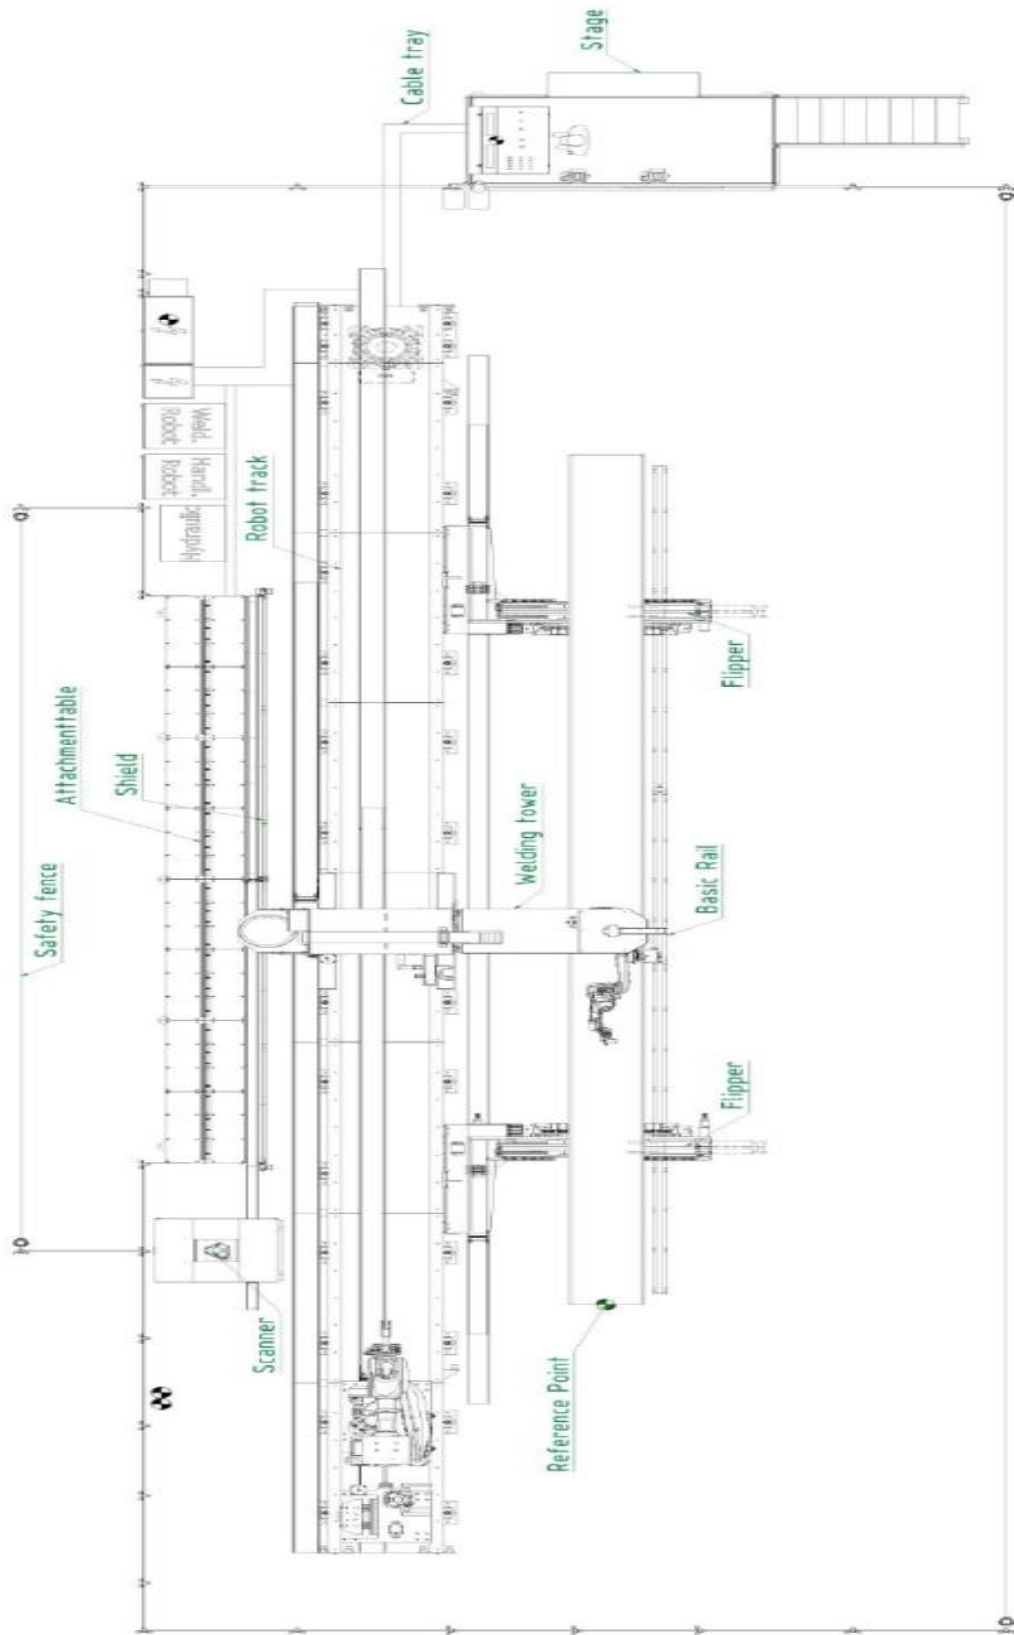 Safety fence
Attachmenttable
Shield
Hydraulic
Handl.
Robot
Weld.
Robot
Scanner
Robot track
Cable tray
Welding tower
Reference Point
Stage
Basic Rail
Flipper
Flipper